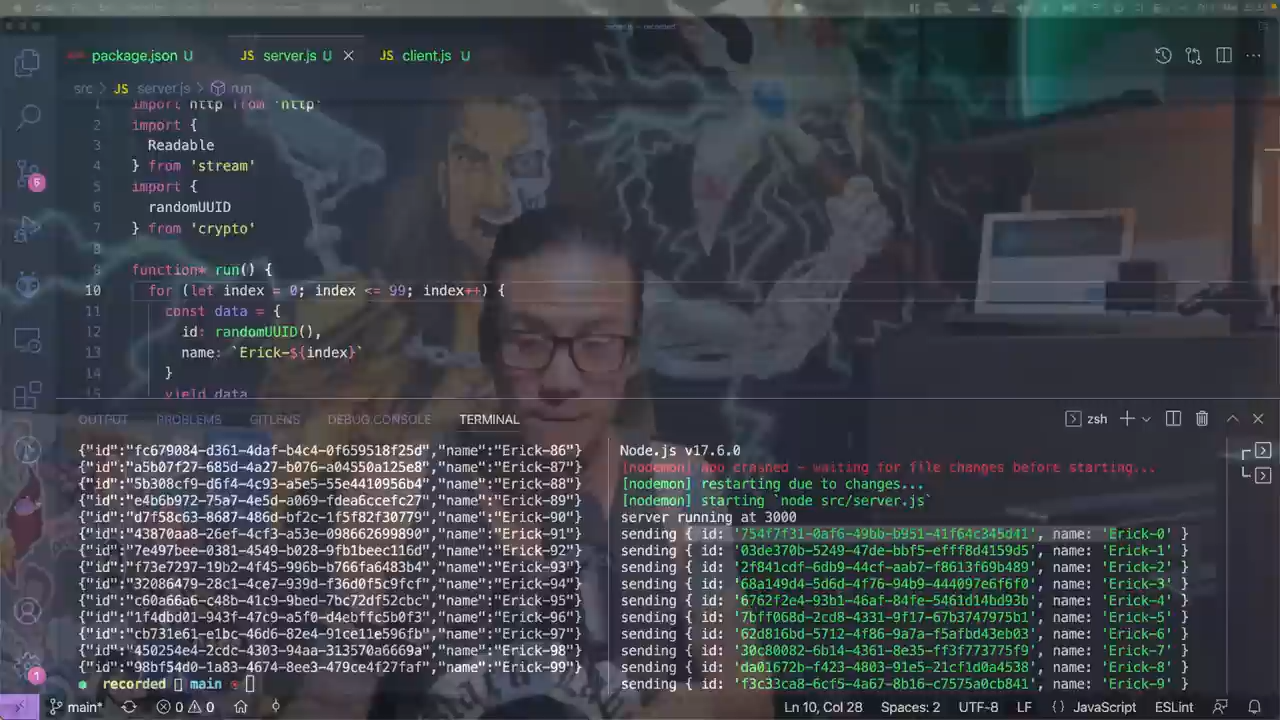 package.json U
JS server.js U
JS client.js U
src > JS server.js > run
1 import http from 'http'
2 import {
3 Readable
4 } from 'stream'
5 import {
6 randomUUID
7 } from 'crypto'
8
9 function* run() {
10 for (let index = 0; index <= 99; index++) {
11 const data = {
12 id: randomUUID(),
13 name: `Erick-${index}`
14 }
15 yield data
5
1
OUTPUT PROBLEMS GITLENS DEBUG CONSOLE TERMINAL
zsh
{"id":"fc679084-d361-4daf-b4c4-0f659518f25d","name":"Erick-86"}
{"id":"a5b07f27-685d-4a27-b076-a04550a125e8","name":"Erick-87"}
{"id":"5b308cf9-d6f4-4c93-a5e5-55e4410956b4","name":"Erick-88"}
{"id":"e4b6b972-75a7-4e5d-a069-fdea6ccefc27","name":"Erick-89"}
{"id":"d7f58c63-8687-486d-bf2c-1f5f82f30779","name":"Erick-90"}
{"id":"43870aa8-26ef-4cf3-a53e-098662699890","name":"Erick-91"}
{"id":"7e497bee-0381-4549-b028-9fb1beec116d","name":"Erick-92"}
{"id":"f73e7297-19b2-4f45-996b-b766fa6483b4","name":"Erick-93"}
{"id":"32086479-28c1-4ce7-939d-f36d0f5c9fcf","name":"Erick-94"}
{"id":"c60a66a6-c48b-41c9-9bed-7bc72df52cbc","name":"Erick-95"}
{"id":"1f4dbd01-943f-47c9-a5f0-d4ebffc5b0f3","name":"Erick-96"}
{"id":"cb731e61-e1bc-46d6-82e4-91ce11e596fb","name":"Erick-97"}
{"id":"450254e4-2cdc-4303-94aa-313570a6669a","name":"Erick-98"}
{"id":"98bf54d0-1a83-4674-8ee3-479ce4f27faf","name":"Erick-99"}
recorded main
Node.js v17.6.0
[nodemon] app crashed - waiting for file changes before starting...
[nodemon] restarting due to changes...
[nodemon] starting `node src/server.js`
server running at 3000
sending { id: '754f7f31-0af6-49bb-b951-41f64c345d41', name: 'Erick-0' }
sending { id: '03de370b-5249-47de-bbf5-efff8d4159d5', name: 'Erick-1' }
sending { id: '2f841cdf-6db9-44cf-aab7-f8613f69b489', name: 'Erick-2' }
sending { id: '68a149d4-5d6d-4f76-94b9-444097e6f6f0', name: 'Erick-3' }
sending { id: '6762f2e4-93b1-46af-84fe-5461d14bd93b', name: 'Erick-4' }
sending { id: '7bff068d-2cd8-4331-9f17-67b3747975b1', name: 'Erick-5' }
sending { id: '62d816bd-5712-4f86-9a7a-f5afbd43eb03', name: 'Erick-6' }
sending { id: '30c80082-6b14-4361-8e35-ff3f773775f9', name: 'Erick-7' }
sending { id: 'da01672b-f423-4803-91e5-21cf1d0a4538', name: 'Erick-8' }
sending { id: 'f3c33ca8-6cf5-4a67-8b16-c7575a0cb841', name: 'Erick-9' }
main* 0 0
Ln 10, Col 28 Spaces: 2 UTF-8 LF {} JavaScript ESLint